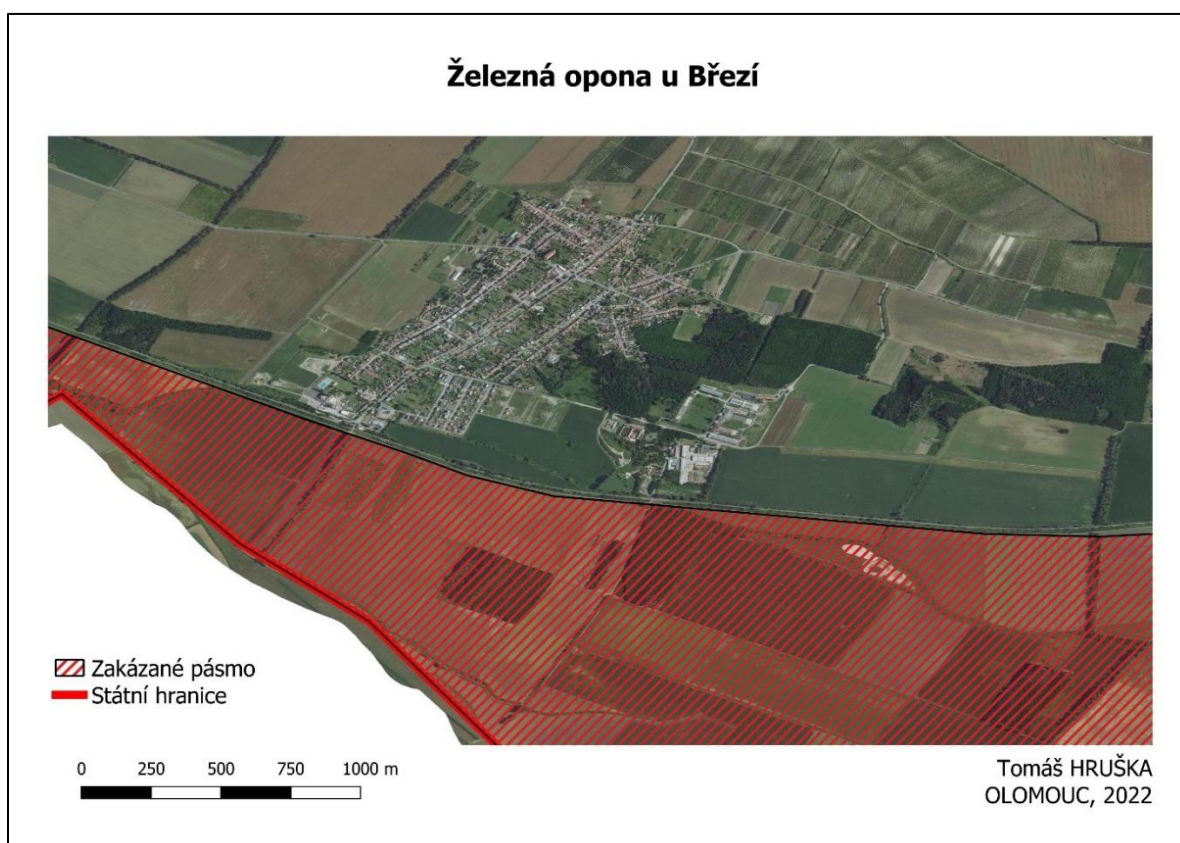 Železná opona u Březí
Zakázané pásmo
Státní hranice
0 250 500 750 1000 m
Tomáš HRUŠKA
OLOMOUC, 2022